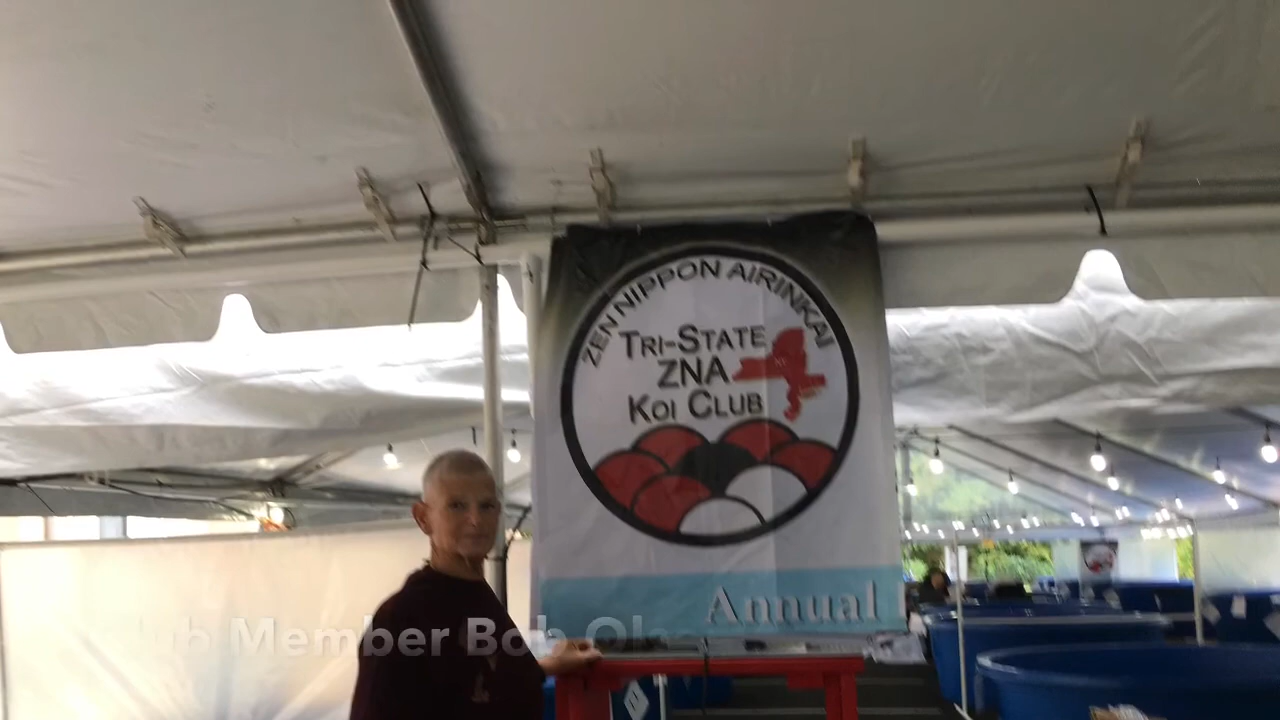 ZEN NIPPON AIRINKAI
TRI-STATE
ZNA
KOI CLUB
Annual
Member Bob